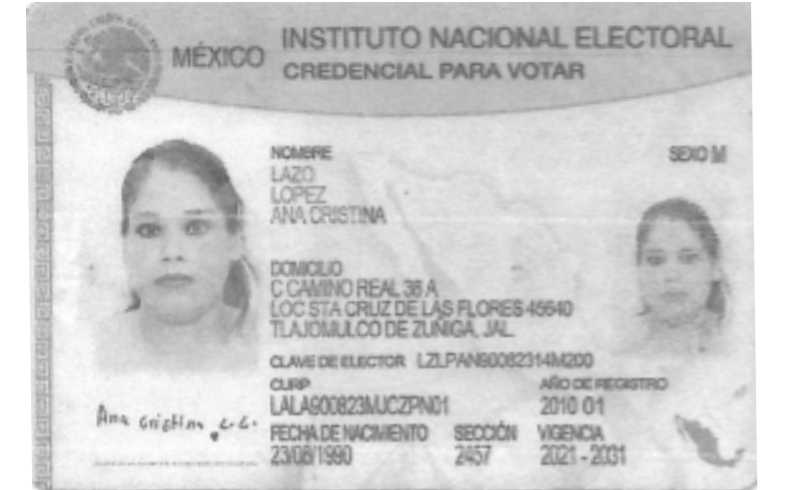 MÉXICO INSTITUTO NACIONAL ELECTORAL
CREDENCIAL PARA VOTAR
NOMBRE SEXO M
LAZO
LOPEZ
ANA CRISTINA
DOMICILIO
C CAMINO REAL 36 A
LOC STA CRUZ DE LAS FLORES 45640
TLAJOMULCO DE ZUÑIGA, JAL.
CLAVE DE ELECTOR LZLPAN90082314M200
CURP AÑO DE REGISTRO
LALA900823MJCZPN01 2010 01
Ana Cristina L.L.
FECHA DE NACIMIENTO SECCIÓN VIGENCIA
23/08/1990 2457 2021 - 2031